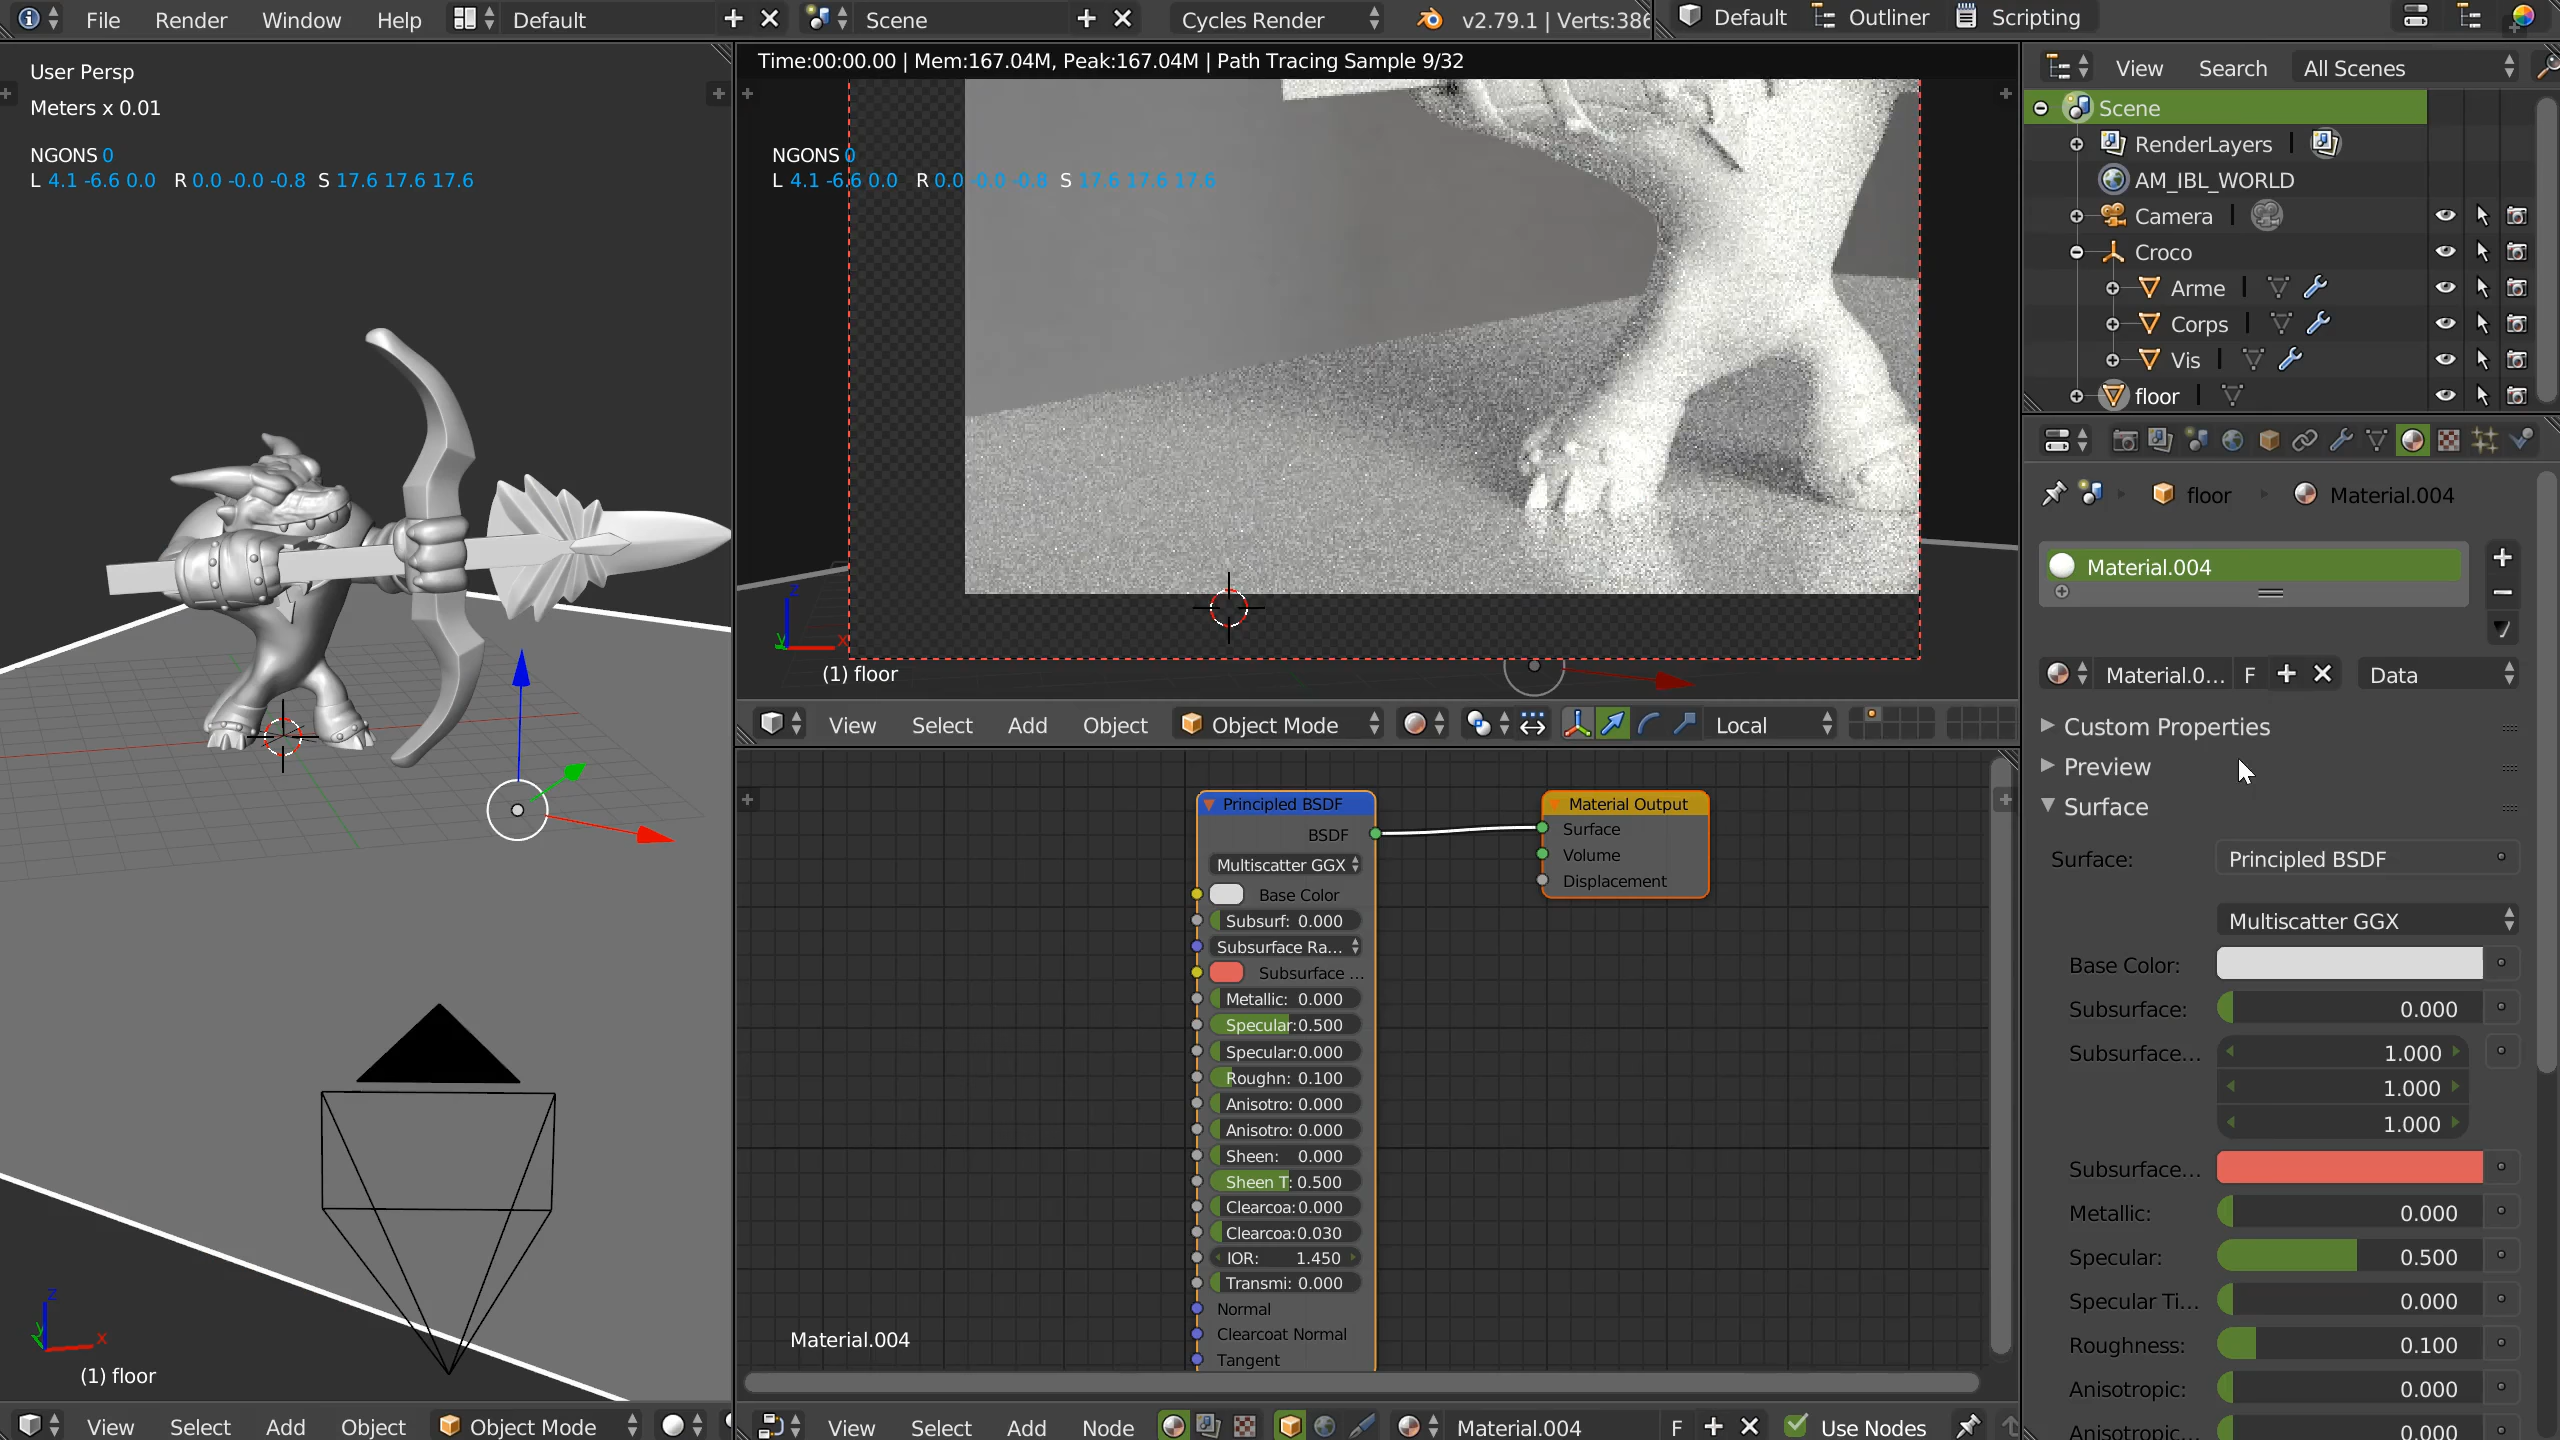 File Render Window Help Default Scene Cycles Render v2.79.1 | Verts:386 Default Outliner Scripting
User Persp
Meters x 0.01
NGONS 0
L 4.1 -6.6 0.0 R 0.0 -0.0 -0.8 S 17.6 17.6 17.6
z
y
x
(1) floor
View Select Add Object Object Mode
Time:00:00.00 | Mem:167.04M, Peak:167.04M | Path Tracing Sample 9/32
NGONS 0
L 4.1 -6.6 0.0 R 0.0 -0.0 -0.8 S 17.6 17.6 17.6
z
y
x
(1) floor
View Select Add Object Object Mode Local
Principled BSDF
BSDF
Multiscatter GGX
Base Color
Subsurf: 0.000
Subsurface Ra...
Subsurface ...
Metallic: 0.000
Specular: 0.500
Specular: 0.000
Roughn: 0.100
Anisotro: 0.000
Anisotro: 0.000
Sheen: 0.000
Sheen T: 0.500
Clearcoa: 0.000
Clearcoa: 0.030
IOR: 1.450
Transmi: 0.000
Normal
Clearcoat Normal
Tangent
Material Output
Surface
Volume
Displacement
Material.004
View Select Add Node Material.004 F Use Nodes
View Search All Scenes
Scene
RenderLayers
AM_IBL_WORLD
Camera
Croco
Arme
Corps
Vis
floor
floor Material.004
Material.004
Material.0... F Data
Custom Properties
Preview
Surface
Surface: Principled BSDF
Multiscatter GGX
Base Color:
Subsurface: 0.000
Subsurface... 1.000
1.000
1.000
Subsurface...
Metallic: 0.000
Specular: 0.500
Specular Ti... 0.000
Roughness: 0.100
Anisotropic: 0.000
Anisotropic... 0.000